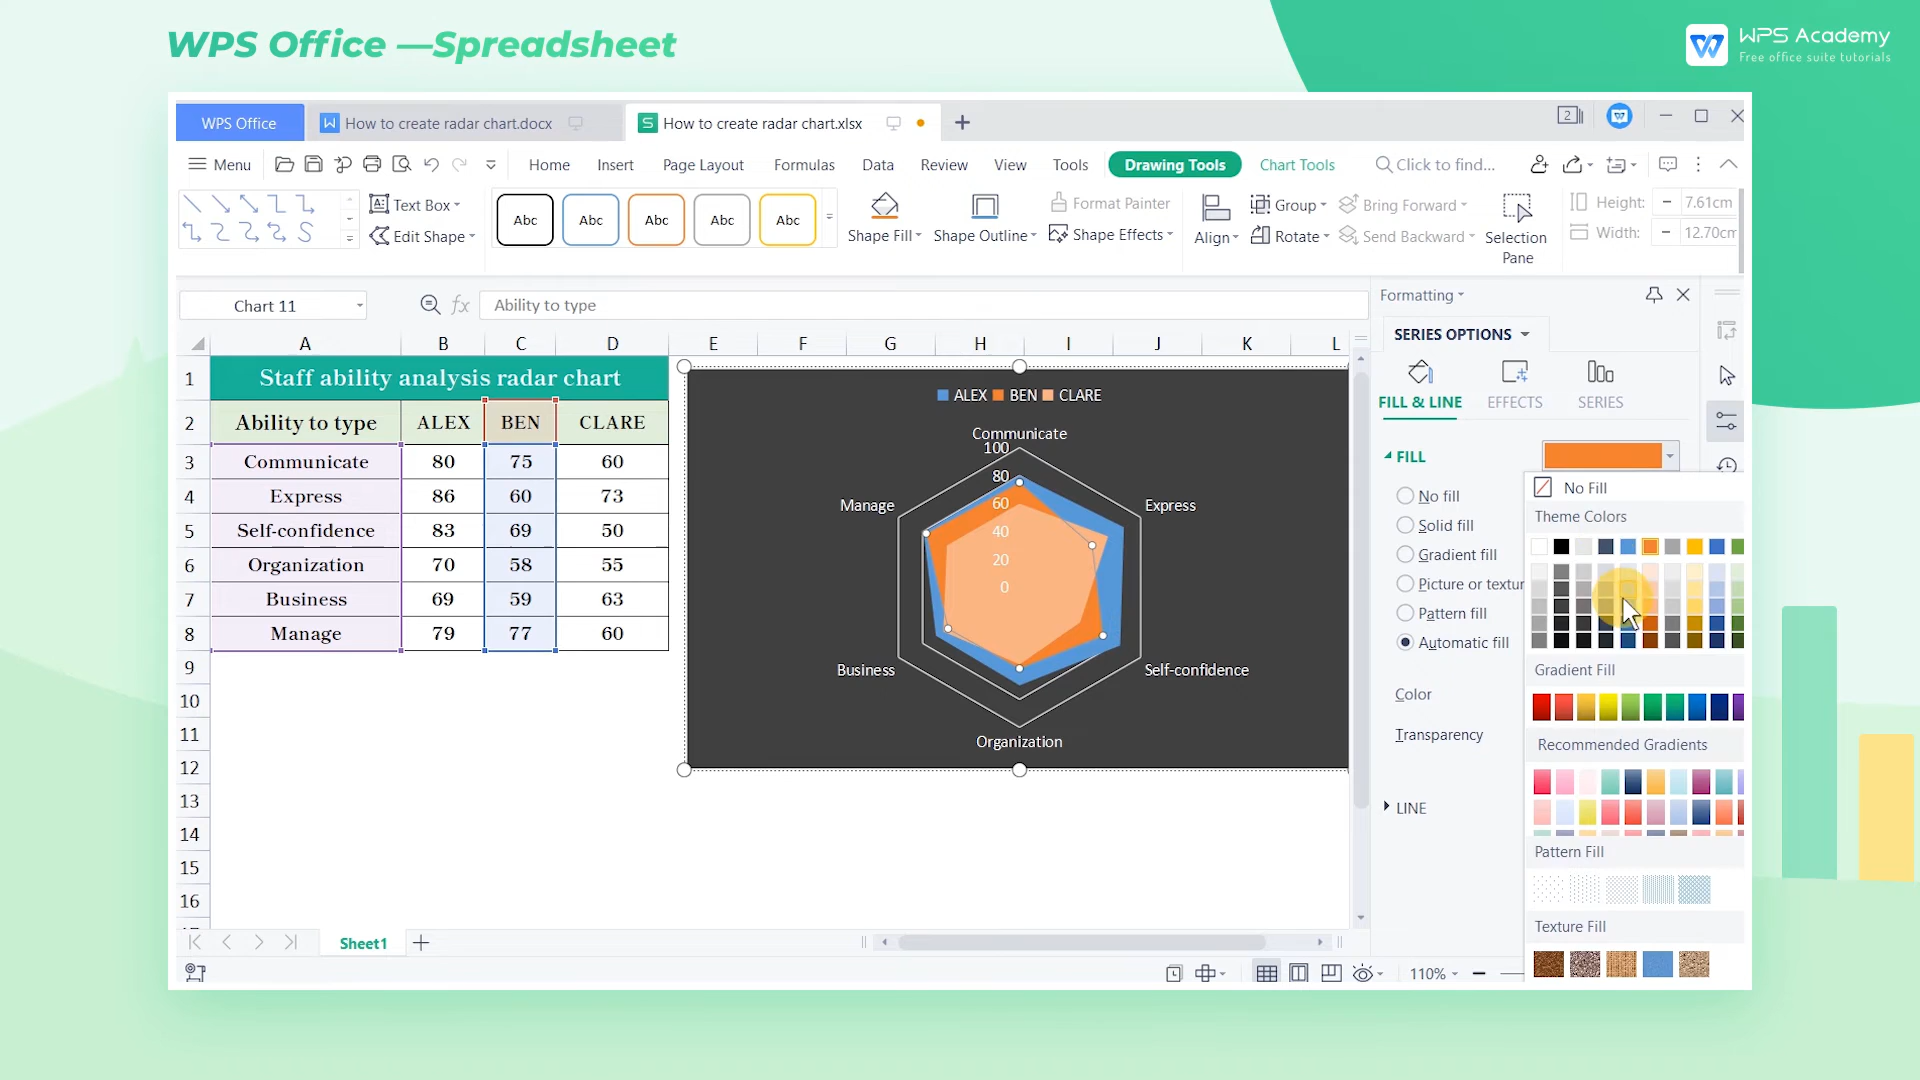 WPS Office —Spreadsheet
WPS Academy
Free office suite tutorials
WPS Office
How to create radar chart.docx
How to create radar chart.xlsx
2
Menu
Home
Insert
Page Layout
Formulas
Data
Review
View
Tools
Drawing Tools
Chart Tools
Click to find...
Text Box
Edit Shape
Abc Abc Abc Abc Abc
Shape Fill
Shape Outline
Format Painter
Shape Effects
Align
Group
Rotate
Bring Forward
Send Backward
Selection Pane
Height: 7.61cm
Width: 12.70cm
Chart 11
fx
Ability to type
A B C D E F G H I J K L
1 Staff ability analysis radar chart
2 Ability to type ALEX BEN CLARE
3 Communicate 80 75 60
4 Express 86 60 73
5 Self-confidence 83 69 50
6 Organization 70 58 55
7 Business 69 59 63
8 Manage 79 77 60
9
10
11
12
13
14
15
16
ALEX BEN CLARE
Communicate
100
80
60
40
20
0
Manage
Express
Business
Self-confidence
Organization
Formatting
SERIES OPTIONS
FILL & LINE
EFFECTS
SERIES
FILL
No fill
Solid fill
Gradient fill
Picture or textur
Pattern fill
Automatic fill
Color
Transparency
LINE
No Fill
Theme Colors
Gradient Fill
Recommended Gradients
Pattern Fill
Texture Fill
Sheet1
110%